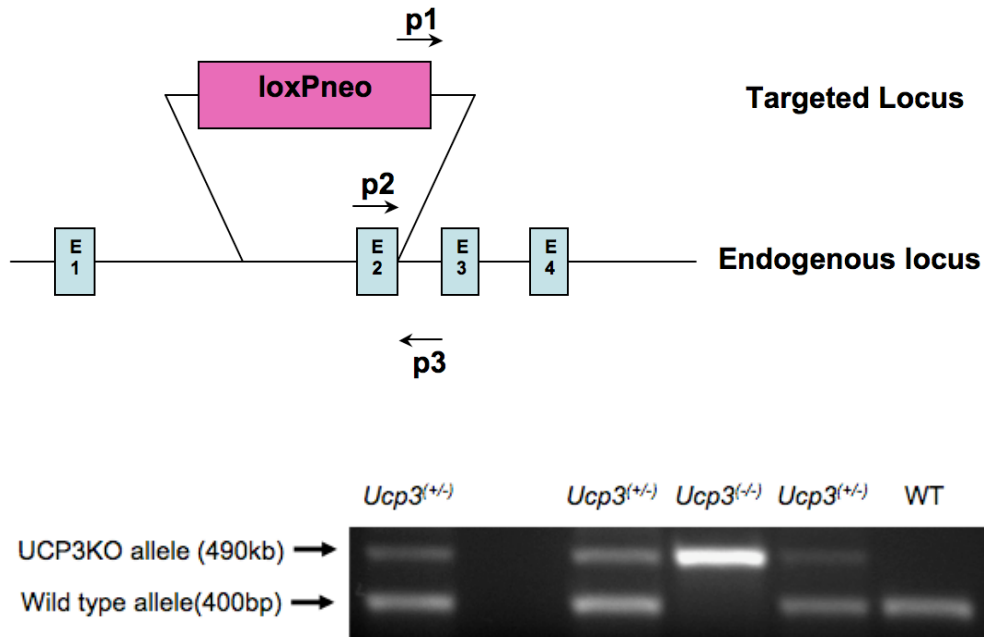 p1
loxPneo
Targeted Locus
p2
E
1
E
2
E
3
E
4
Endogenous locus
p3
Ucp3(+/-)
Ucp3(+/-)
Ucp3(-/-)
Ucp3(+/-)
WT
UCP3KO allele (490kb)
Wild type allele(400bp)